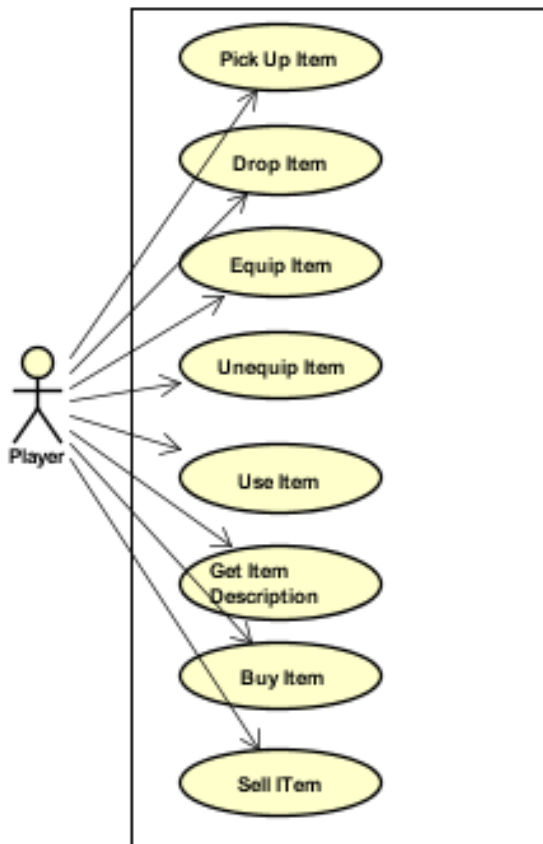 Pick Up Item
Drop Item
Equip Item
Unequip Item
Player
Use Item
Get Item
Description
Buy Item
Sell ITem